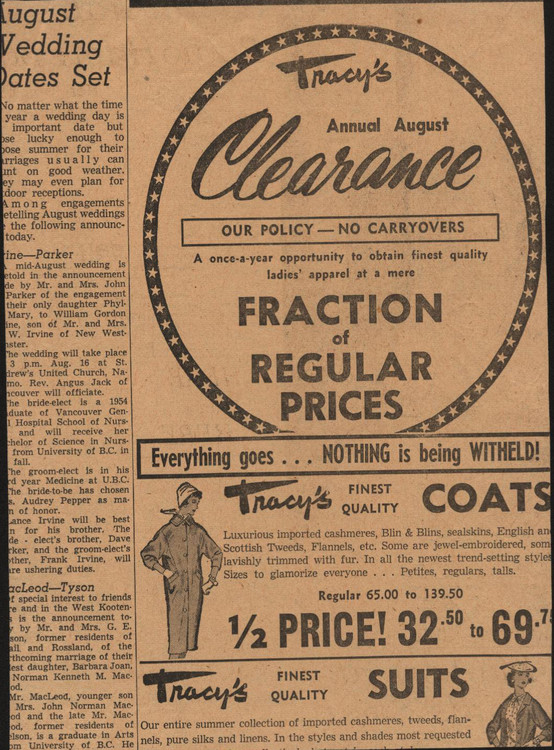 August
Wedding
Dates Set
No matter what the time
year a wedding day is
important date but
ose lucky enough to
oose summer for their
arriages usually can
unt on good weather.
ey may even plan for
tdoor receptions.
Among engagements
etelling August weddings
the following announc-
today.
ine—Parker
mid-August wedding is
etold in the announcement
de by Mr. and Mrs. John
Parker of the engagement
their only daughter Phyl-
Mary, to William Gordon
ine, son of Mr. and Mrs.
W. Irvine of New West-
nster.
The wedding will take place
3 p.m. Aug. 16 at St.
drew's United Church, Na-
mo. Rev. Angus Jack of
ncouver will officiate.
The bride-elect is a 1954
duate of Vancouver Gen-
l Hospital School of Nurs-
and will receive her
chelor of Science in Nurs-
from University of B.C. in
fall.
The groom-elect is in his
rd year Medicine at U.B.C.
The bride-to-be has chosen
s. Audrey Pepper as ma-
n of honor.
Lance Irvine will be best
n for his brother. The
de - elect's brother, Dave
rker, and the groom-elect's
other, Frank Irvine, will
are ushering duties.
acLeod—Tyson
Of special interest to friends
re and in the West Kooten-
s is the announcement to-
y by Mr. and Mrs. G. E.
son, former residents of
ail and Rossland, of the
rthcoming marriage of their
est daughter, Barbara Joan,
Norman Kenneth M. Mac-
od.
Mr. MacLeod, younger son
Mrs. John Norman Mac-
od and the late Mr. Mac-
od, former residents of
elson, is a graduate in Arts
om University of B.C. He
Tracy's
Annual August
Clearance
OUR POLICY — NO CARRYOVERS
A once-a-year opportunity to obtain finest quality
ladies' apparel at a mere
FRACTION
of
REGULAR
PRICES
Everything goes . . . NOTHING is being WITHELD!
Tracy's FINEST QUALITY COATS
Luxurious imported cashmeres, Blin & Blins, sealskins, English an
Scottish Tweeds, Flannels, etc. Some are jewel-embroidered, som
lavishly trimmed with fur. In all the newest trend-setting style
Sizes to glamorize everyone . . . Petites, regulars, talls.
Regular 65.00 to 139.50
1/2 PRICE! 32.50 to 69.7
Tracy's FINEST QUALITY SUITS
Our entire summer collection of imported cashmeres, tweeds, flan-
nels, pure silks and linens. In the styles and shades most requested